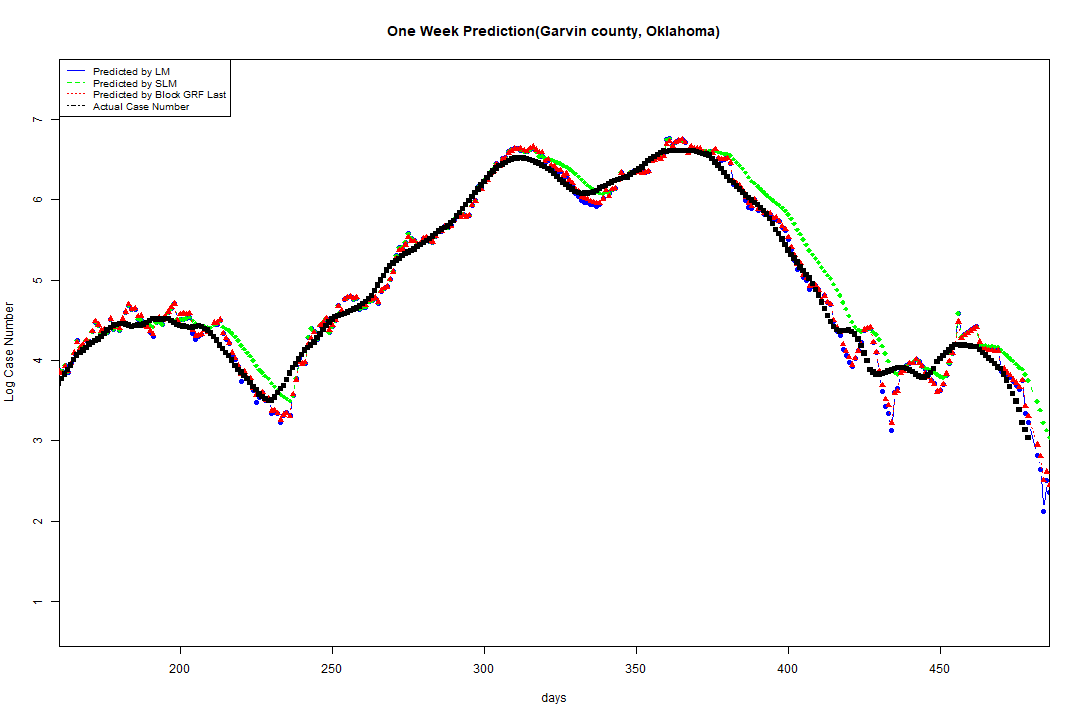 One Week Prediction(Garvin county, Oklahoma)
Predicted by LM
Predicted by SLM
Predicted by Block GRF Last
Actual Case Number
Log Case Number
7
6
5
4
3
2
1
200 250 300 350 400 450
days